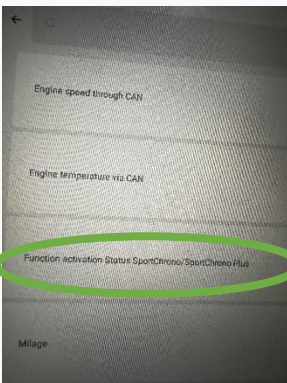 Engine speed through CAN
Engine temperature via CAN
Function activation Status SportChrono/SportChrono Plus
Milage